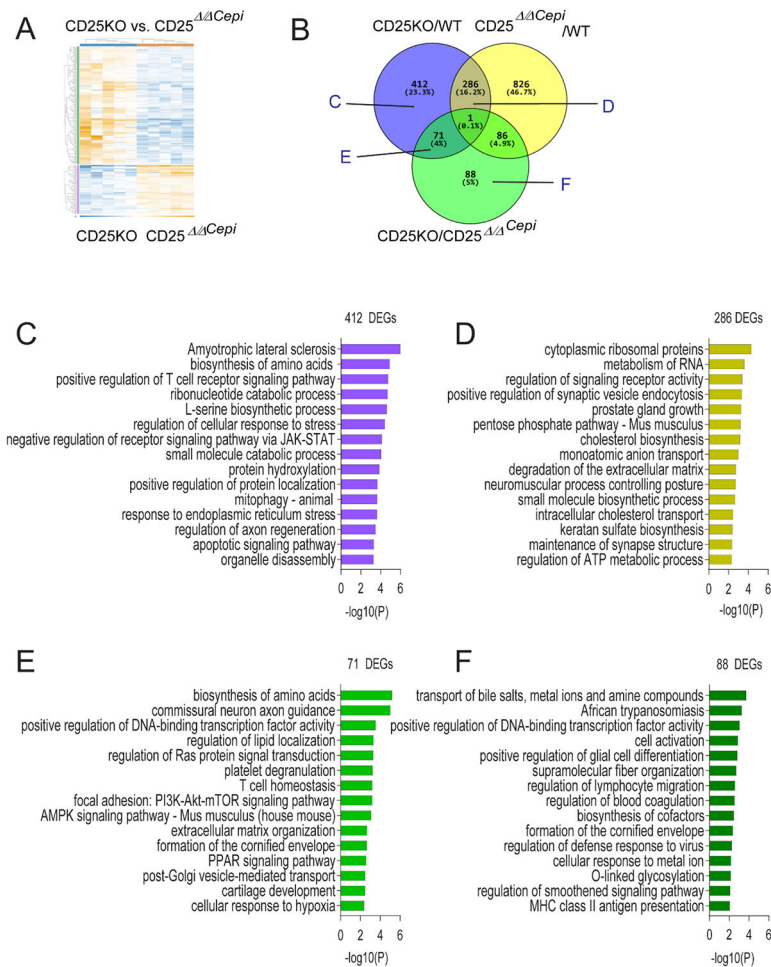 A
CD25KO vs. CD25 Δ/ΔCepi
CD25KO CD25 Δ/ΔCepi
B
CD25KO/WT CD25 Δ/ΔCepi /WT
412
(23.3%)
286
(16.2%)
826
(46.7%)
C
D
1
(0.1%)
71
(4%)
86
(4.9%)
E
88
(5%)
F
CD25KO/CD25 Δ/Δ Cepi
C
412 DEGs
Amyotrophic lateral sclerosis
biosynthesis of amino acids
positive regulation of T cell receptor signaling pathway
ribonucleotide catabolic process
L-serine biosynthetic process
regulation of cellular response to stress
negative regulation of receptor signaling pathway via JAK-STAT
small molecule catabolic process
protein hydroxylation
positive regulation of protein localization
mitophagy - animal
response to endoplasmic reticulum stress
regulation of axon regeneration
apoptotic signaling pathway
organelle disassembly
0 2 4 6
-log10(P)
D
286 DEGs
cytoplasmic ribosomal proteins
metabolism of RNA
regulation of signaling receptor activity
positive regulation of synaptic vesicle endocytosis
prostate gland growth
pentose phosphate pathway - Mus musculus
cholesterol biosynthesis
monoatomic anion transport
degradation of the extracellular matrix
neuromuscular process controlling posture
small molecule biosynthetic process
intracellular cholesterol transport
keratan sulfate biosynthesis
maintenance of synapse structure
regulation of ATP metabolic process
0 2 4 6
-log10(P)
E
71 DEGs
biosynthesis of amino acids
commissural neuron axon guidance
positive regulation of DNA-binding transcription factor activity
regulation of lipid localization
regulation of Ras protein signal transduction
platelet degranulation
T cell homeostasis
focal adhesion: PI3K-Akt-mTOR signaling pathway
AMPK signaling pathway - Mus musculus (house mouse)
extracellular matrix organization
formation of the cornified envelope
PPAR signaling pathway
post-Golgi vesicle-mediated transport
cartilage development
cellular response to hypoxia
0 2 4 6
-log10(P)
F
88 DEGs
transport of bile salts, metal ions and amine compounds
African trypanosomiasis
positive regulation of DNA-binding transcription factor activity
cell activation
positive regulation of glial cell differentiation
supramolecular fiber organization
regulation of lymphocyte migration
regulation of blood coagulation
biosynthesis of cofactors
formation of the cornified envelope
regulation of defense response to virus
cellular response to metal ion
O-linked glycosylation
regulation of smoothened signaling pathway
MHC class II antigen presentation
0 2 4 6
-log10(P)